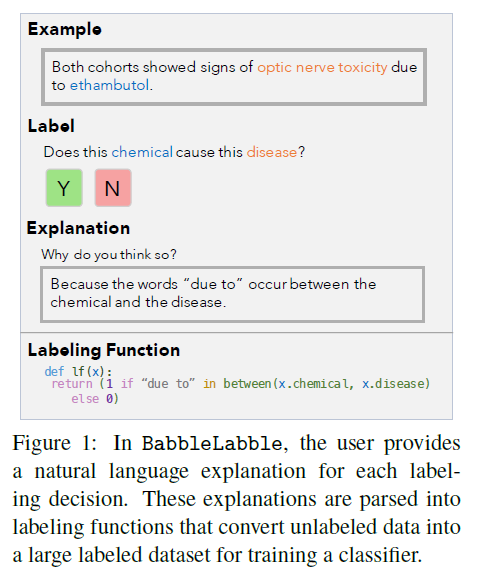 Example
Both cohorts showed signs of optic nerve toxicity due
to ethambutol.
Label
Does this chemical cause this disease?
Y N
Explanation
Why do you think so?
Because the words “due to” occur between the
chemical and the disease.
Labeling Function
def lf(x):
return (1 if “due to” in between(x.chemical, x.disease)
else 0)
Figure 1: In BabbleLabble, the user provides
a natural language explanation for each label-
ing decision. These explanations are parsed into
labeling functions that convert unlabeled data into
a large labeled dataset for training a classifier.